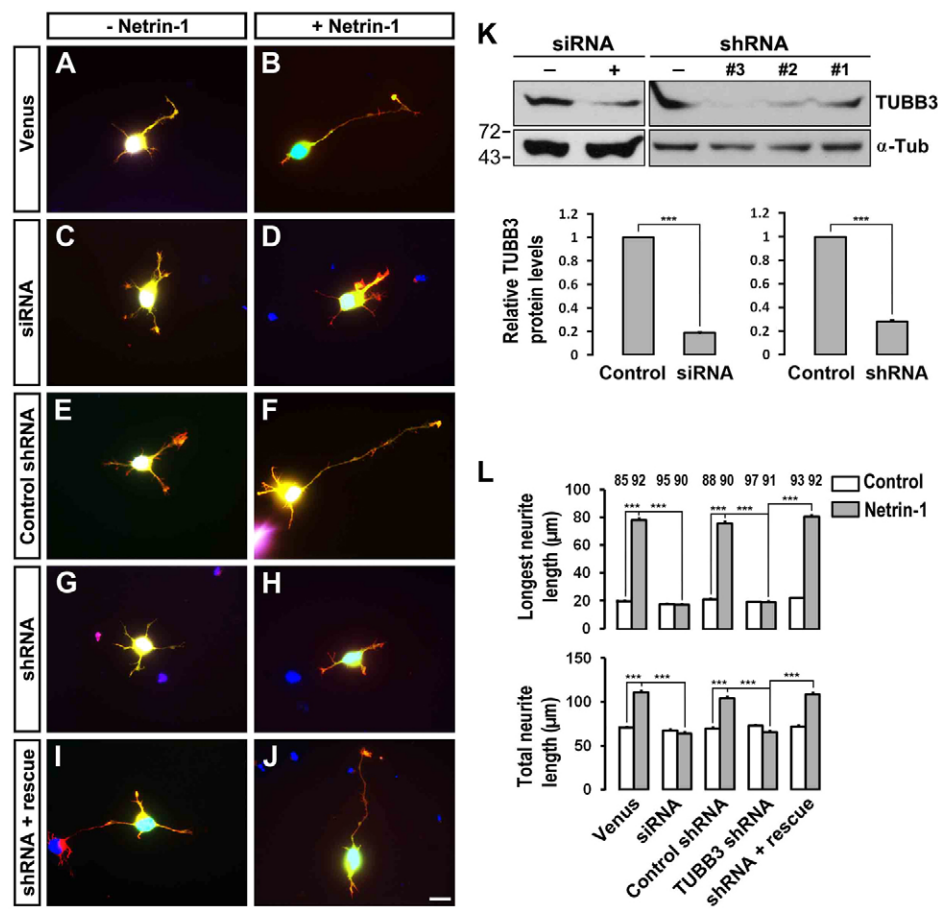 - Netrin-1
+ Netrin-1
Venus
A
B
siRNA
C
D
Control shRNA
E
F
shRNA
G
H
shRNA + rescue
I
J
K
siRNA
shRNA
– + – #3 #2 #1
TUBB3
72–
43–
α-Tub
Relative TUBB3
protein levels
1.2
1
0.8
0.6
0.4
0.2
0
***
Control siRNA
1.2
1
0.8
0.6
0.4
0.2
0
***
Control shRNA
L
85 92 95 90 88 90 97 91 93 92
Control
Netrin-1
Longest neurite
length (μm)
100
80
60
40
20
0
*** *** *** *** ***
Total neurite
length (μm)
150
100
50
0
*** *** *** *** ***
Venus
siRNA
Control shRNA
TUBB3 shRNA
shRNA + rescue